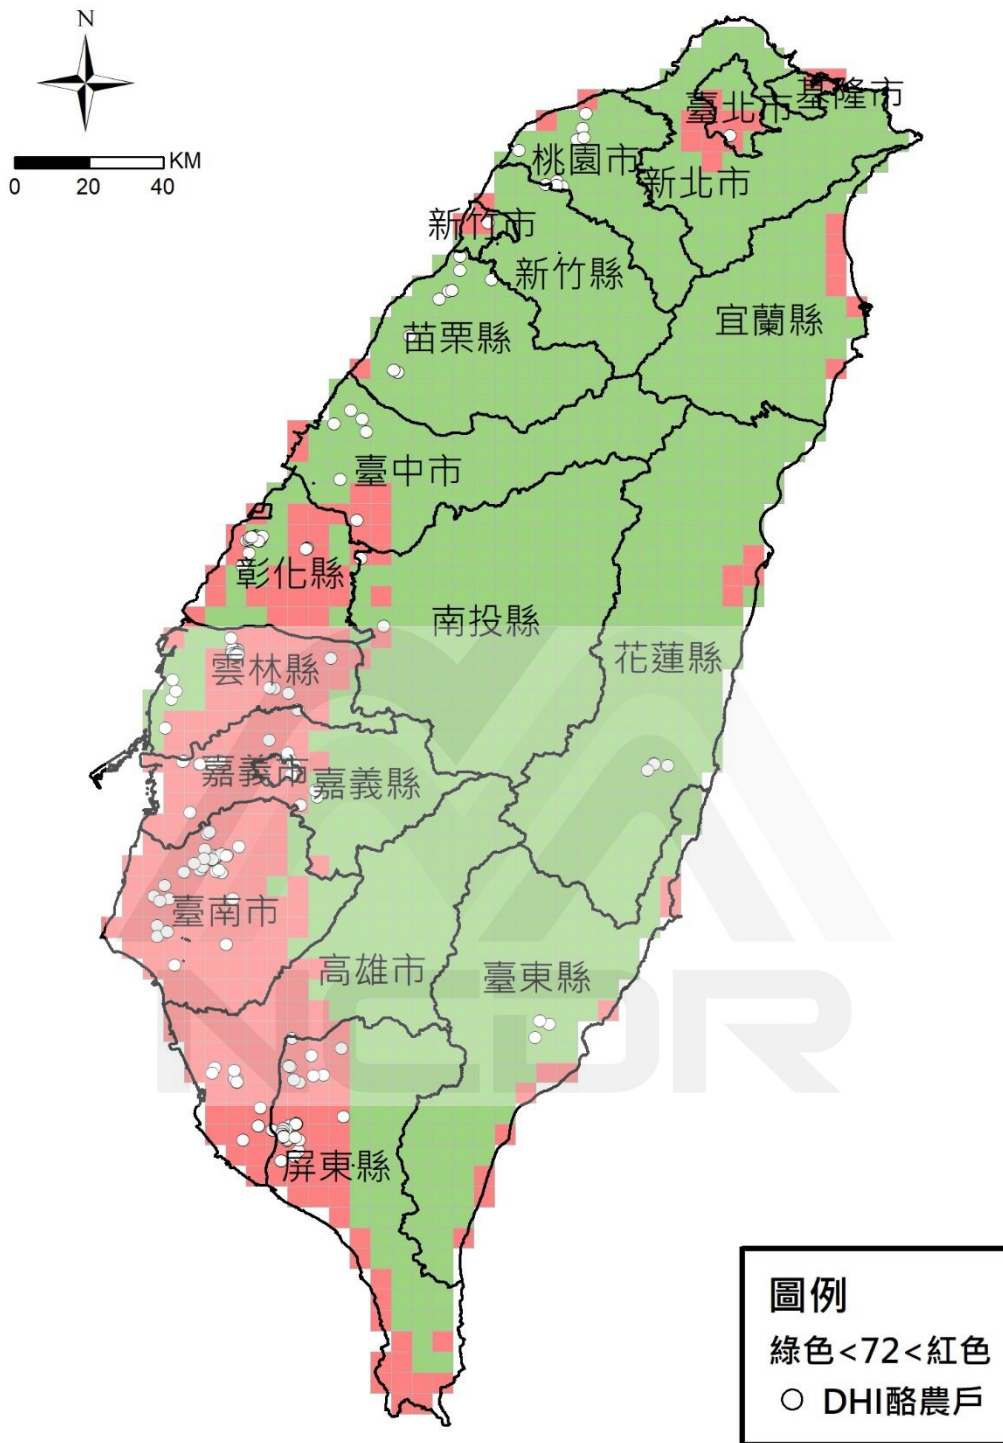 N
KM
0 20 40
基隆市
臺北市
桃園市
新北市
新竹市
新竹縣
宜蘭縣
苗栗縣
臺中市
彰化縣
南投縣
花蓮縣
雲林縣
嘉義市
嘉義縣
臺南市
高雄市
臺東縣
NCDR
屏東縣
圖例
綠色<72<紅色
DHI酪農戶